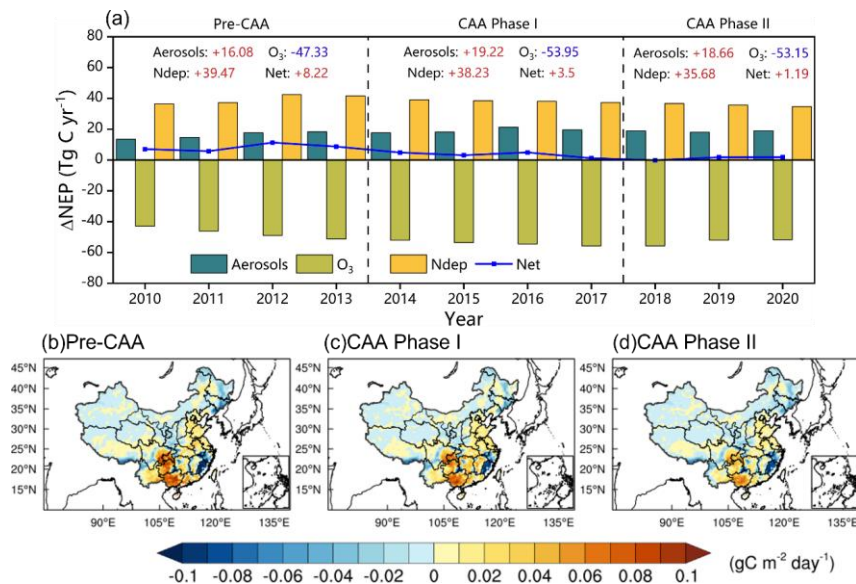 (a)
Pre-CAA CAA Phase I CAA Phase II
Aerosols: +16.08 O₃: -47.33 Aerosols: +19.22 O₃: -53.95 Aerosols: +18.66 O₃: -53.15
Ndep: +39.47 Net: +8.22 Ndep: +38.23 Net: +3.5 Ndep: +35.68 Net: +1.19
80
60
40
20
0
-20
-40
-60
-80
ΔNEP (Tg C yr⁻¹)
Aerosols O₃ Ndep Net
2010 2011 2012 2013 2014 2015 2016 2017 2018 2019 2020
Year
(b)Pre-CAA (c)CAA Phase I (d)CAA Phase II
45°N 45°N 45°N
40°N 40°N 40°N
35°N 35°N 35°N
30°N 30°N 30°N
25°N 25°N 25°N
20°N 20°N 20°N
15°N 15°N 15°N
90°E 105°E 120°E 135°E 90°E 105°E 120°E 135°E 90°E 105°E 120°E 135°E
-0.1 -0.08 -0.06 -0.04 -0.02 0 0.02 0.04 0.06 0.08 0.1 (gC m⁻² day⁻¹)